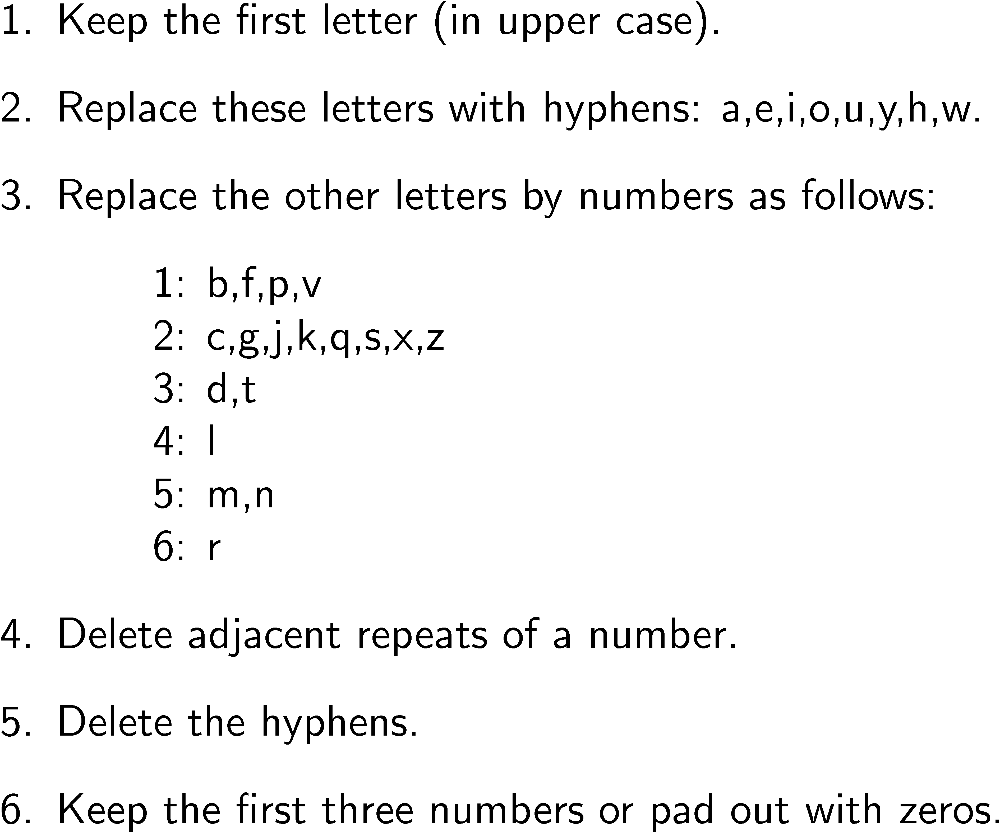 1. Keep the first letter (in upper case).
2. Replace these letters with hyphens: a,e,i,o,u,y,h,w.
3. Replace the other letters by numbers as follows:
1: b,f,p,v
2: c,g,j,k,q,s,x,z
3: d,t
4: l
5: m,n
6: r
4. Delete adjacent repeats of a number.
5. Delete the hyphens.
6. Keep the first three numbers or pad out with zeros.